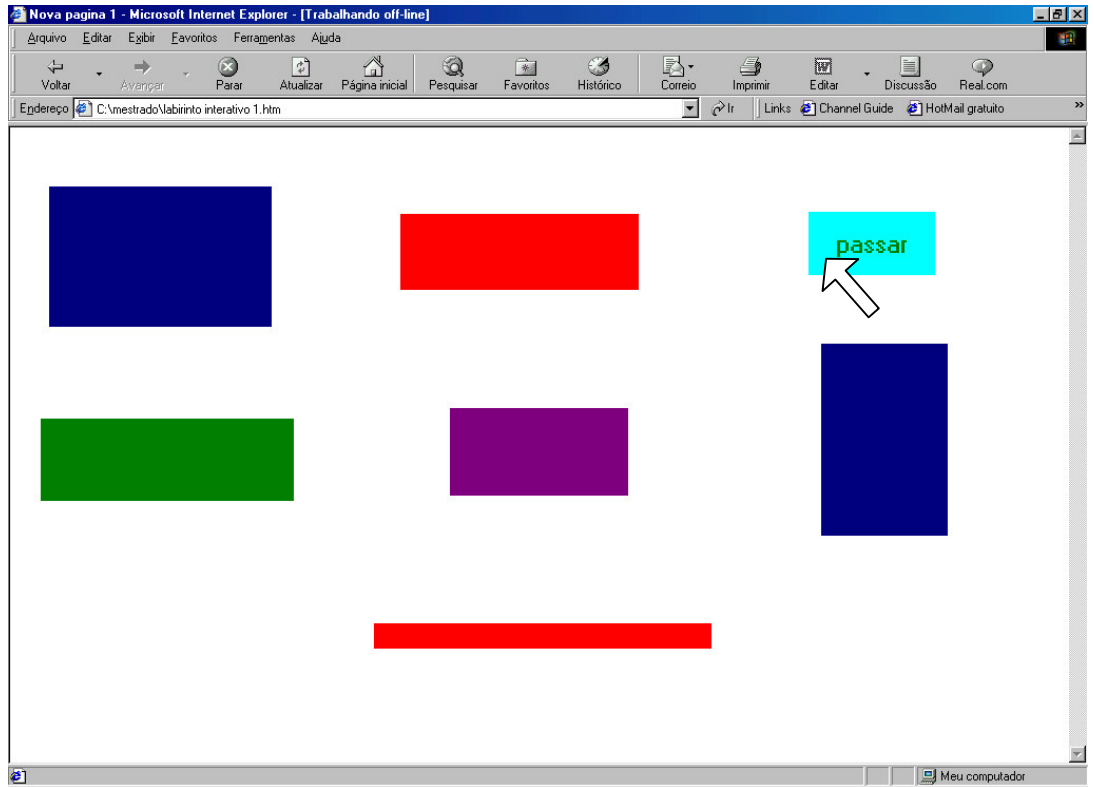 Nova pagina 1 - Microsoft Internet Explorer - [Trabalhando off-line]
Arquivo Editar Exibir Favoritos Ferramentas Ajuda
Voltar Avançar Parar Atualizar Página inicial Pesquisar Favoritos Histórico Correio Imprimir Editar Discussão Real.com
Endereço C:\mestrado\labirinto interativo 1.htm Ir Links Channel Guide HotMail gratuito »
passar
Meu computador